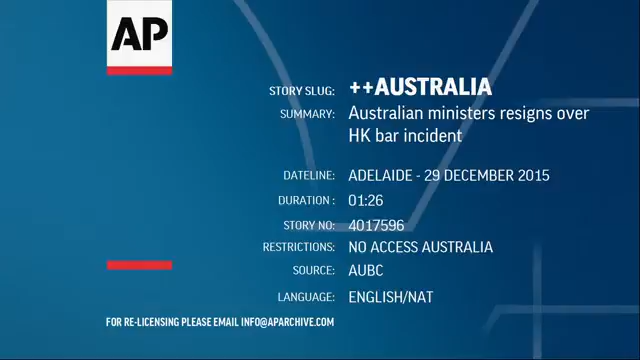 AP
STORY SLUG: ++AUSTRALIA
SUMMARY: Australian ministers resigns over
HK bar incident
DATELINE: ADELAIDE - 29 DECEMBER 2015
DURATION : 01:26
STORY NO: 4017596
RESTRICTIONS: NO ACCESS AUSTRALIA
SOURCE: AUBC
LANGUAGE: ENGLISH/NAT
FOR RE-LICENSING PLEASE EMAIL INFO@APARCHIVE.COM